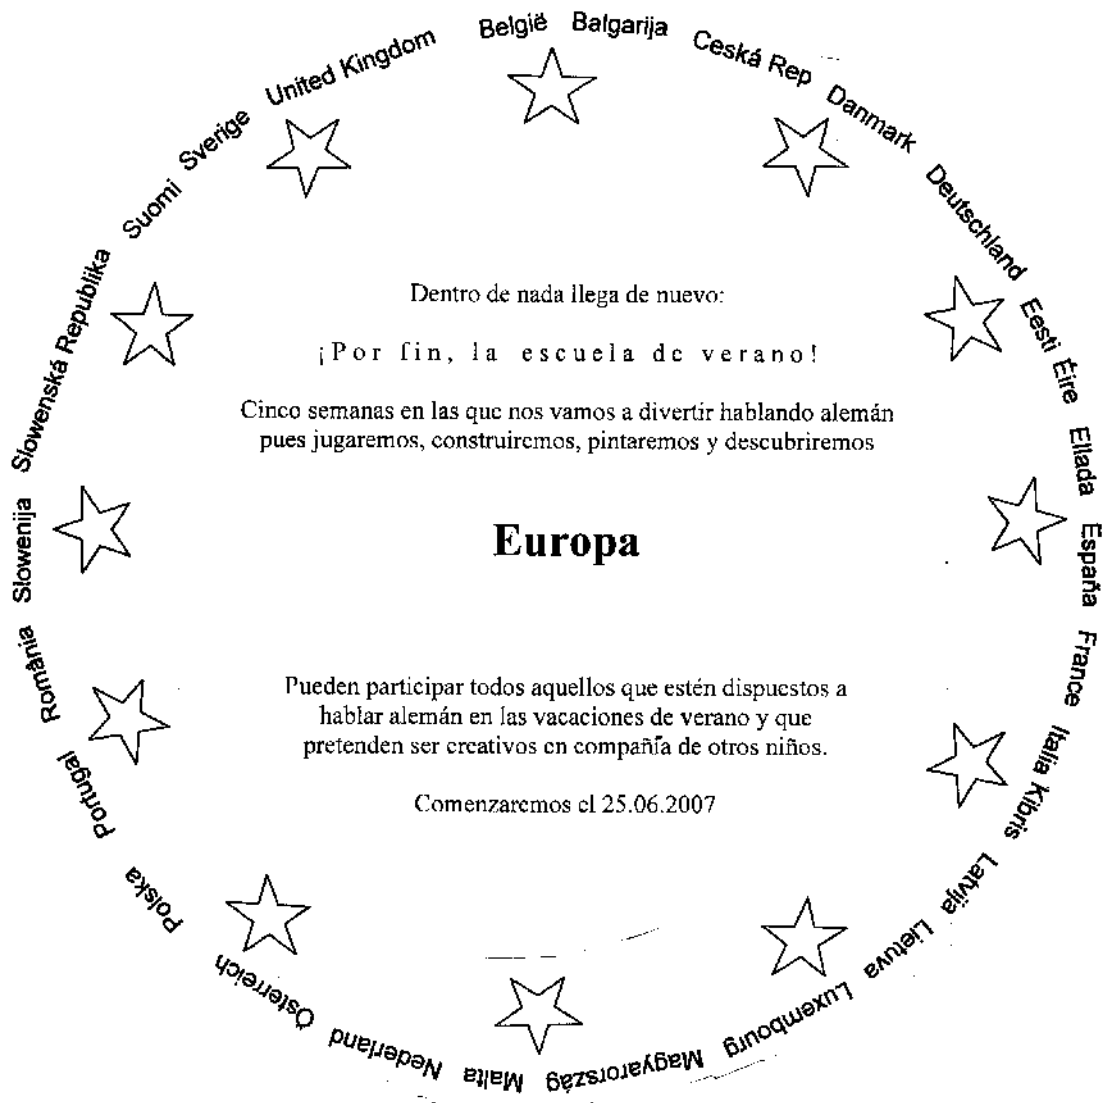 België Balgarija Ceská Rep Danmark Deutschland Eesti Éire Ellada España France Italia Kibris Latvija Lietuva Luxembourg Magyarország Malta Nederland Österreich Polska Portugal România Slowenija Slowenská Republika Suomi Sverige United Kingdom
Dentro de nada llega de nuevo:
¡Por fin, la escuela de verano!
Cinco semanas en las que nos vamos a divertir hablando alemán
pues jugaremos, construiremos, pintaremos y descubriremos
Europa
Pueden participar todos aquellos que estén dispuestos a
hablar alemán en las vacaciones de verano y que
pretenden ser creativos en compañía de otros niños.
Comenzaremos el 25.06.2007